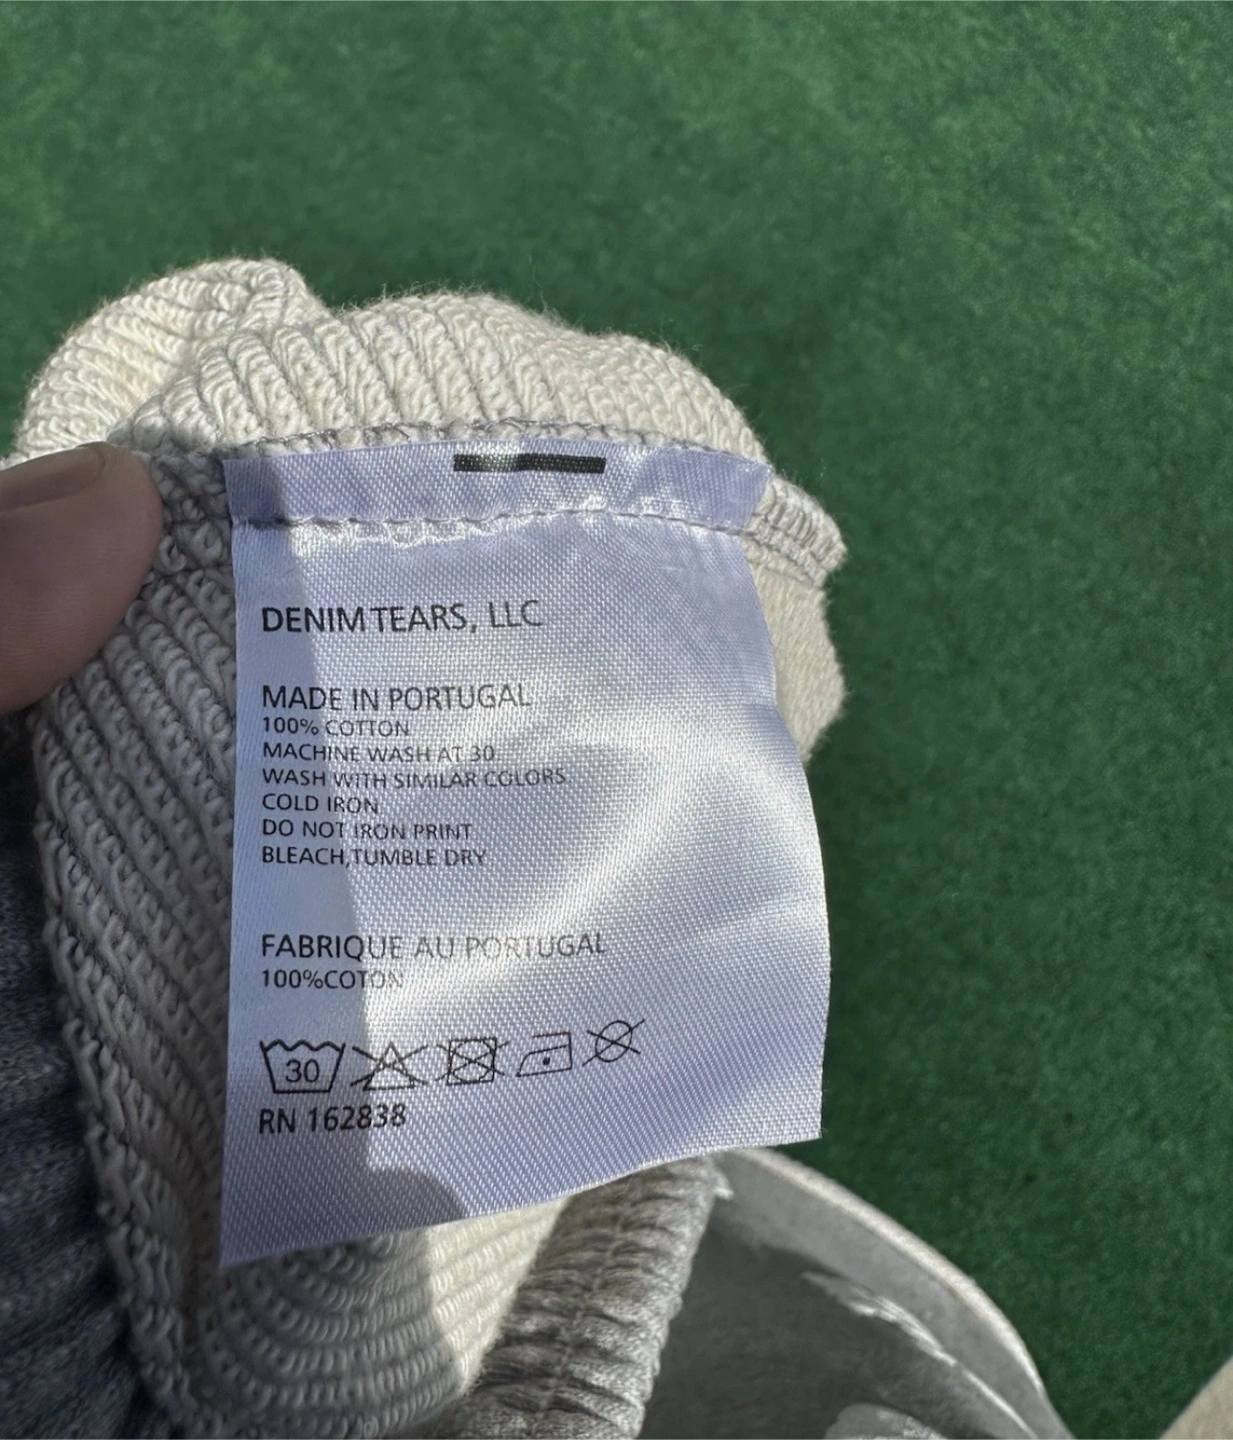 DENIM TEARS, LLC
MADE IN PORTUGAL
100% COTTON
MACHINE WASH AT 30
WASH WITH SIMILAR COLORS
COLD IRON
DO NOT IRON PRINT
BLEACH,TUMBLE DRY
FABRIQUE AU PORTUGAL
100%COTON
30
RN 162838